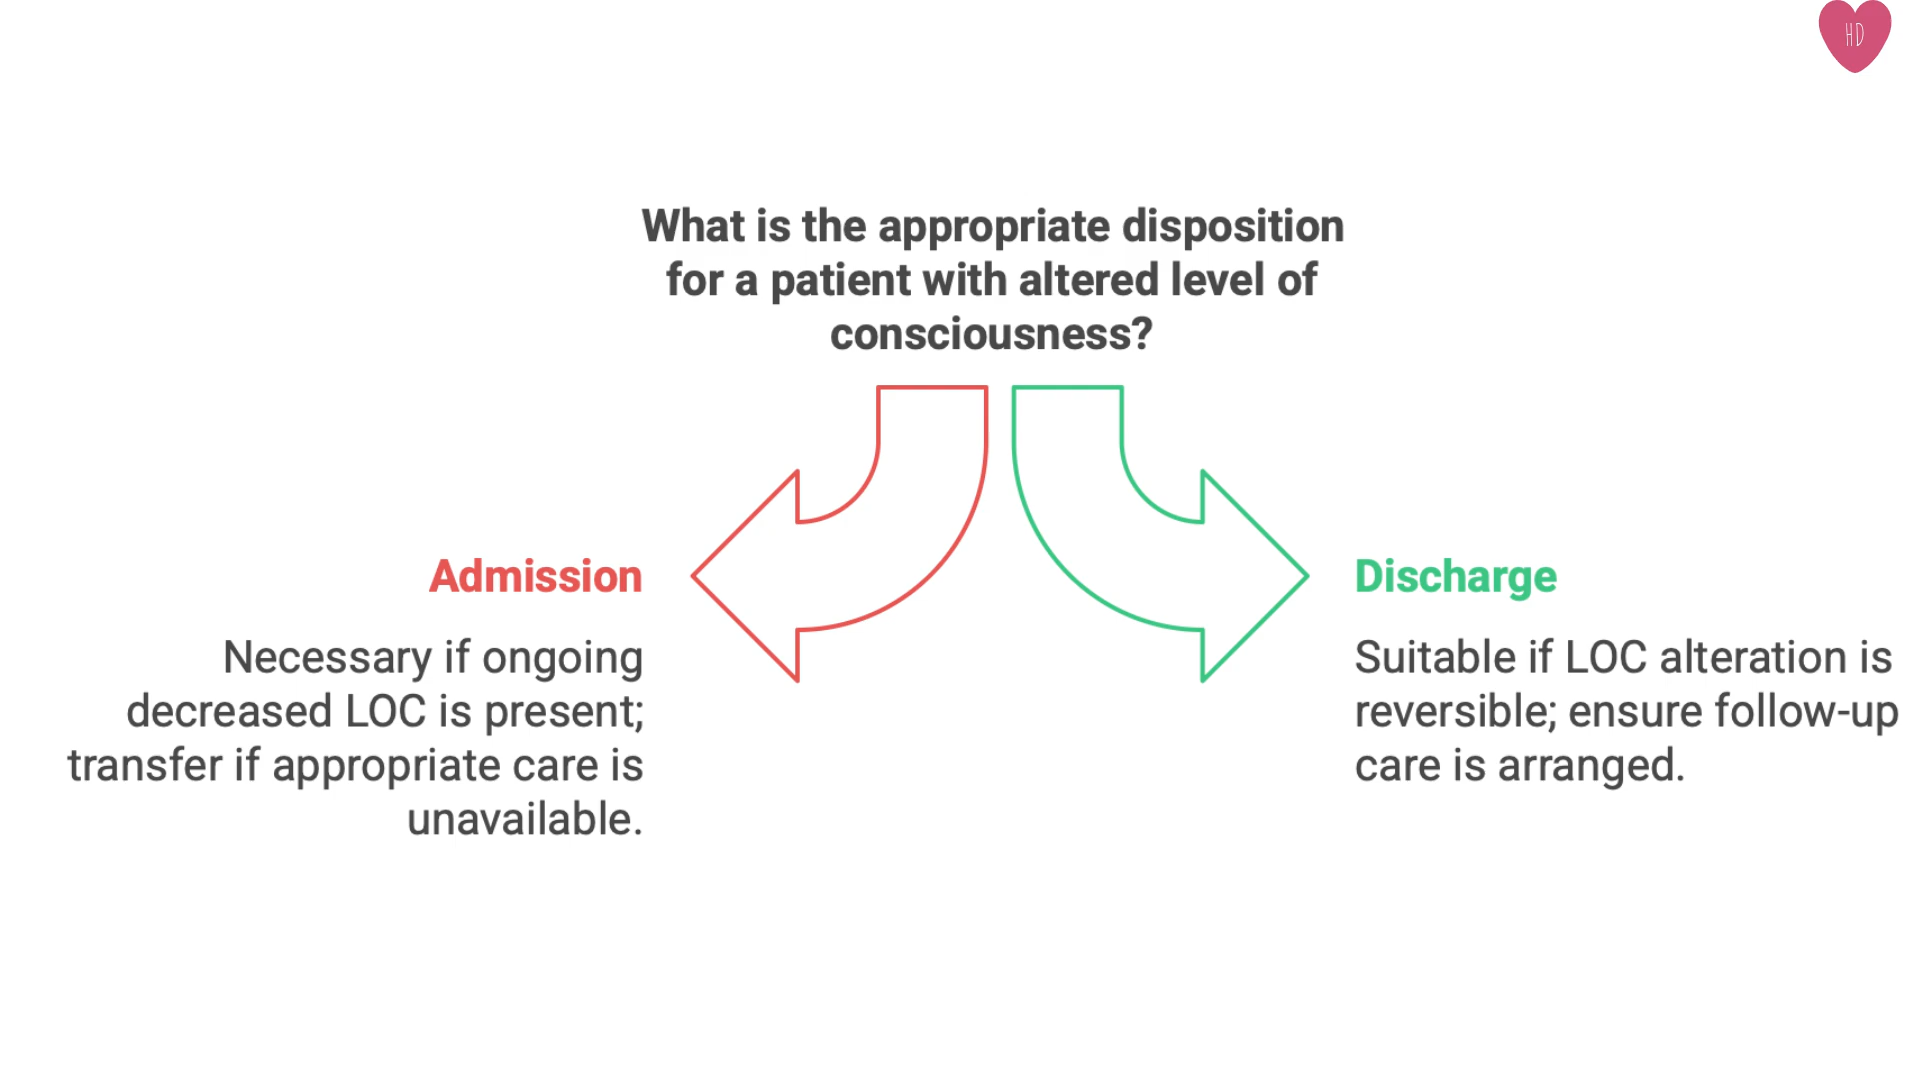 HD
What is the appropriate disposition
for a patient with altered level of
consciousness?
Admission
Necessary if ongoing
decreased LOC is present;
transfer if appropriate care is
unavailable.
Discharge
Suitable if LOC alteration is
reversible; ensure follow-up
care is arranged.